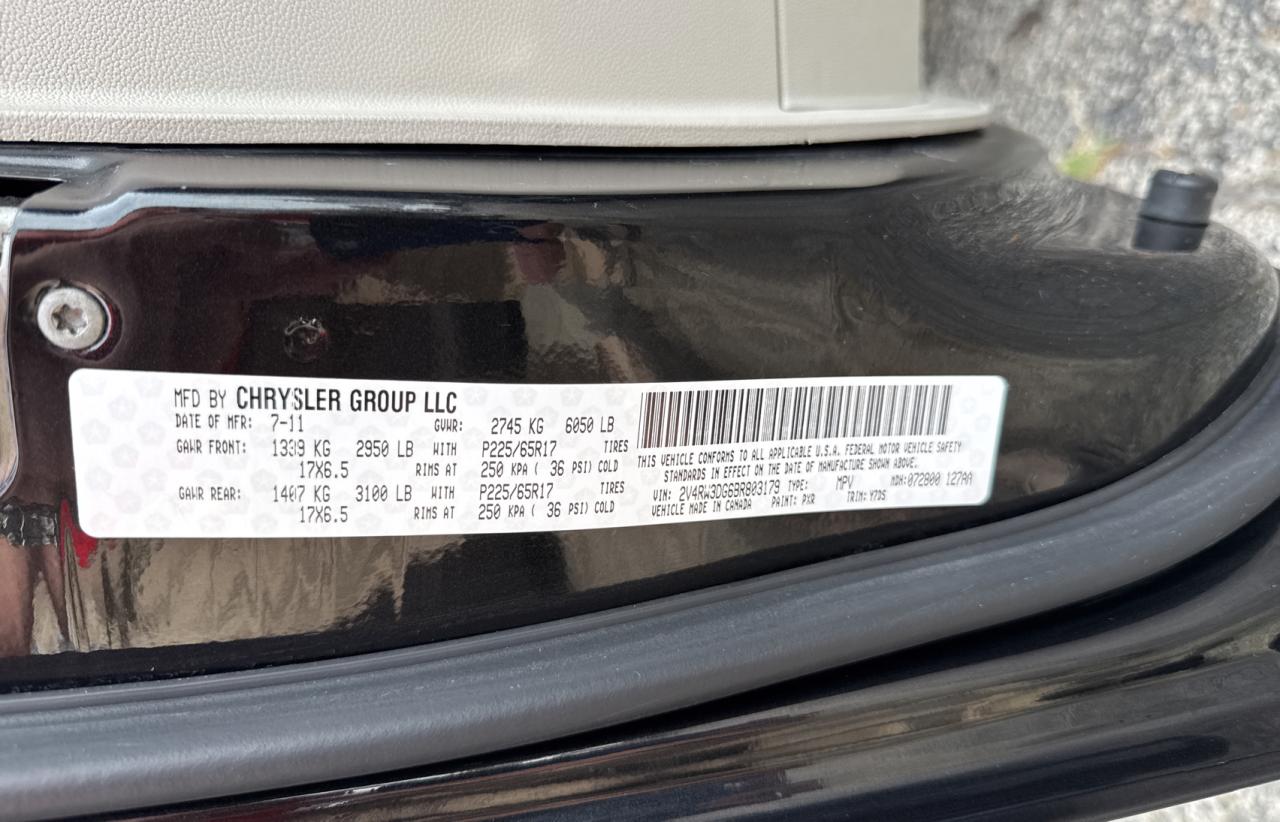 MFD BY CHRYSLER GROUP LLC
DATE OF MFR: 7-11 GVWR: 2745 KG 6050 LB
GAWR FRONT: 1339 KG 2950 LB WITH P225/65R17 TIRES
17X6.5 RIMS AT 250 KPA ( 36 PSI) COLD
GAWR REAR: 1407 KG 3100 LB WITH P225/65R17 TIRES
17X6.5 RIMS AT 250 KPA ( 36 PSI) COLD
THIS VEHICLE CONFORMS TO ALL APPLICABLE U.S.A. FEDERAL MOTOR VEHICLE SAFETY
STANDARDS IN EFFECT ON THE DATE OF MANUFACTURE SHOWN ABOVE.
VIN: 2V4RW3DG6BR803179 TYPE: MPV MDH: 072800 127AA
VEHICLE MADE IN CANADA PAINT: PXR TRIM: Y7DS